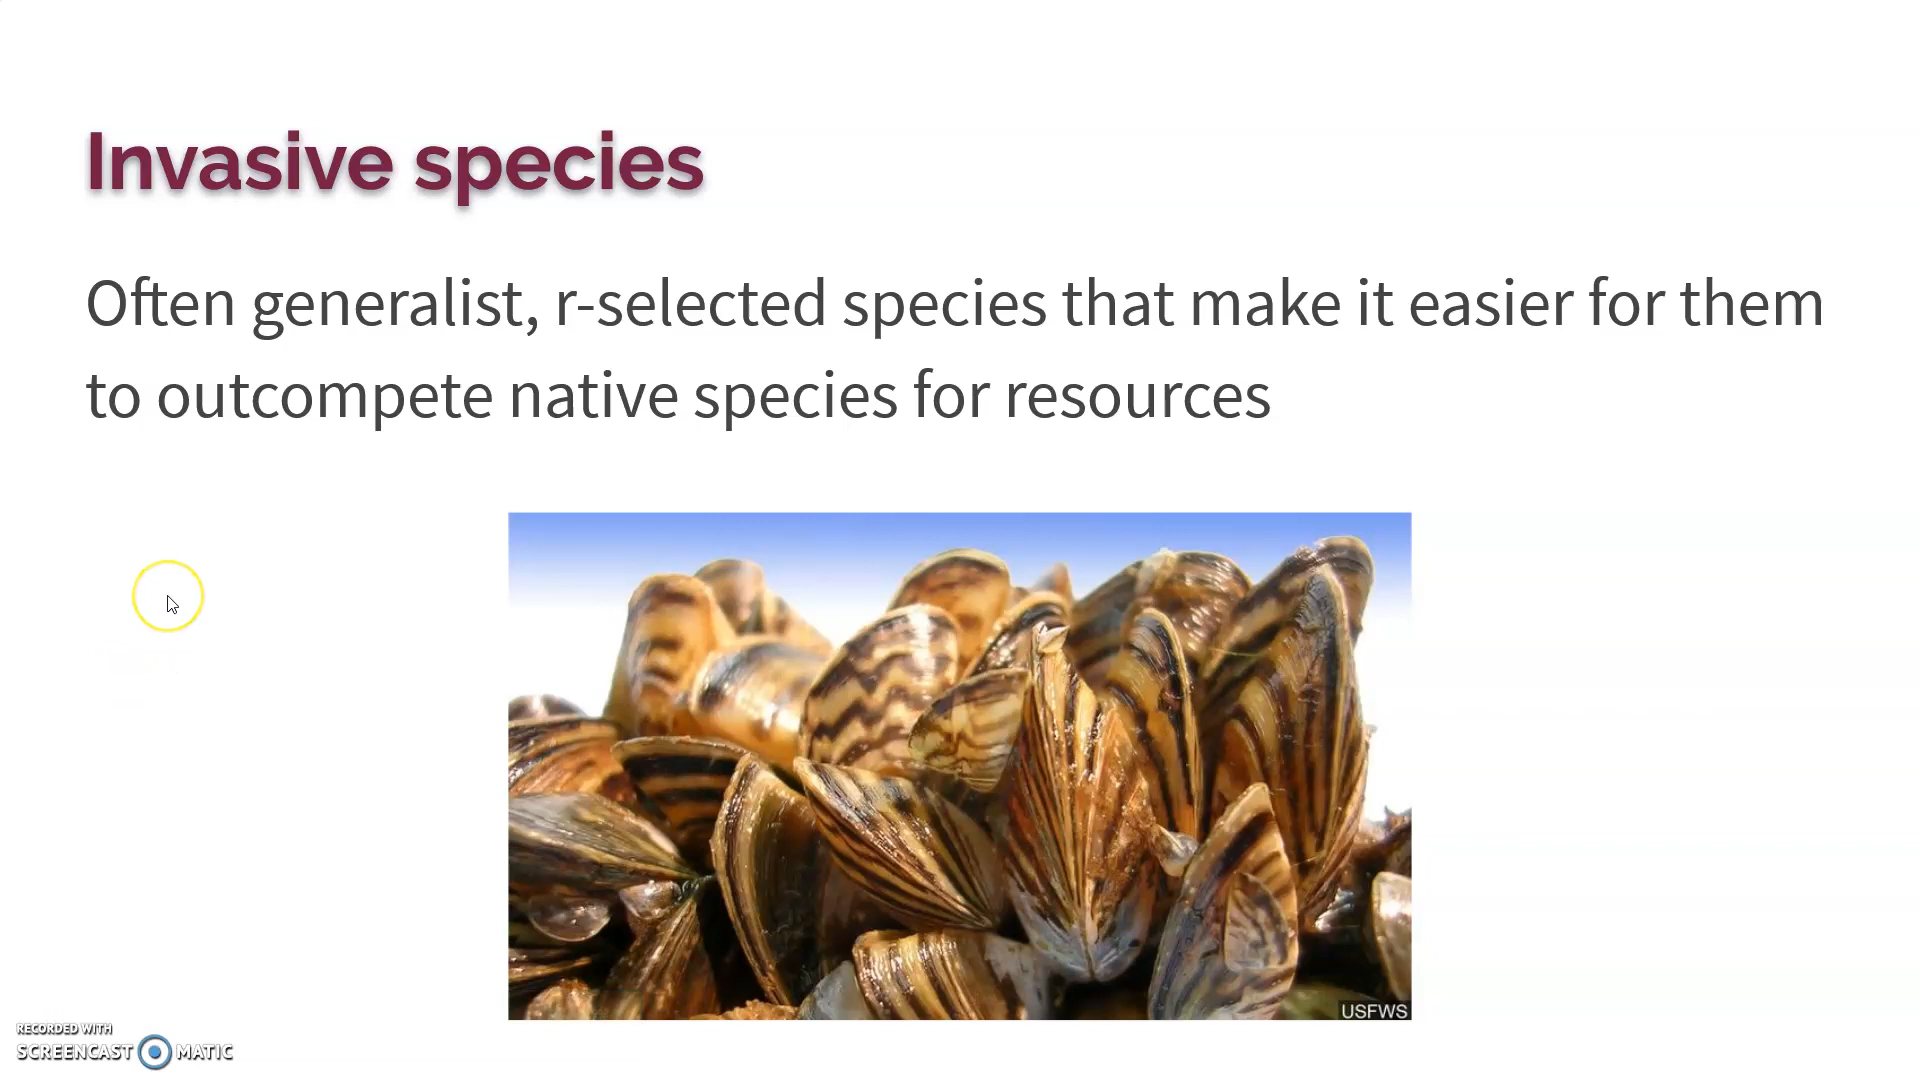 Invasive species
Often generalist, r-selected species that make it easier for them
to outcompete native species for resources
USFWS
RECORDED WITH
SCREENCAST MATIC